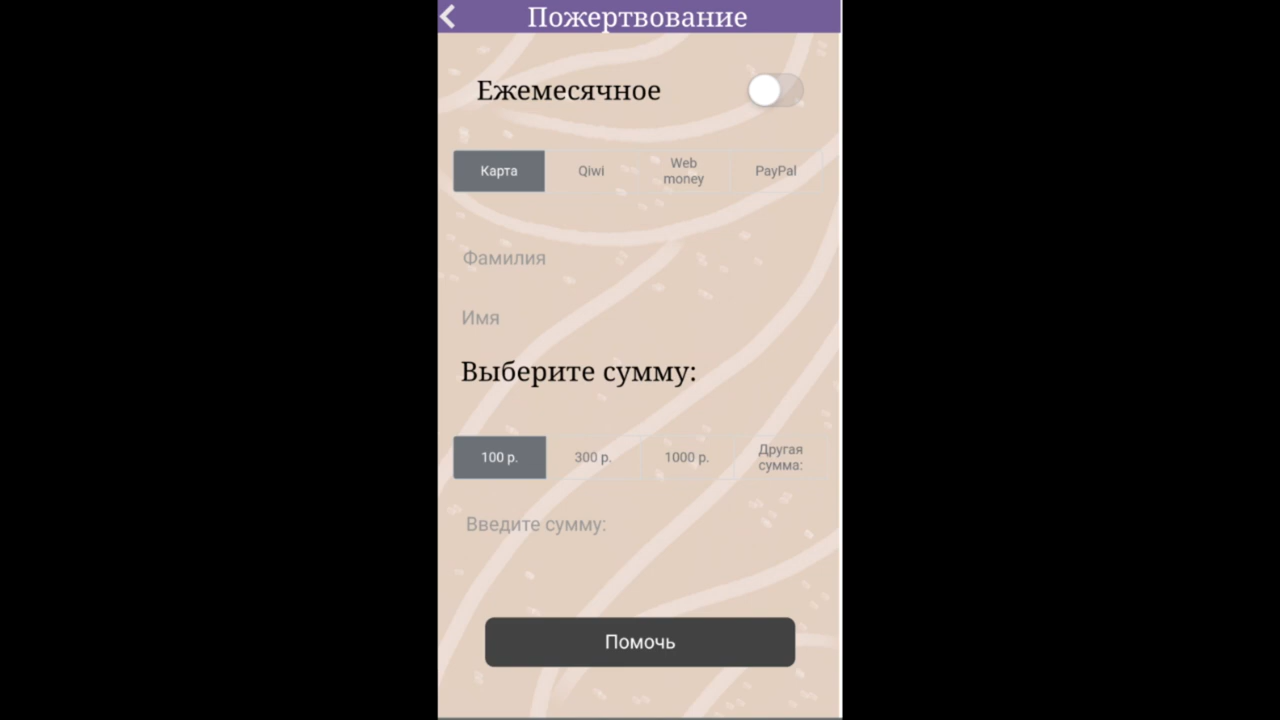 Пожертвование
Ежемесячное
Карта
Qiwi
Web
money
PayPal
Фамилия
Имя
Выберите сумму:
100 р.
300 р.
1000 р.
Другая
сумма:
Введите сумму:
Помочь